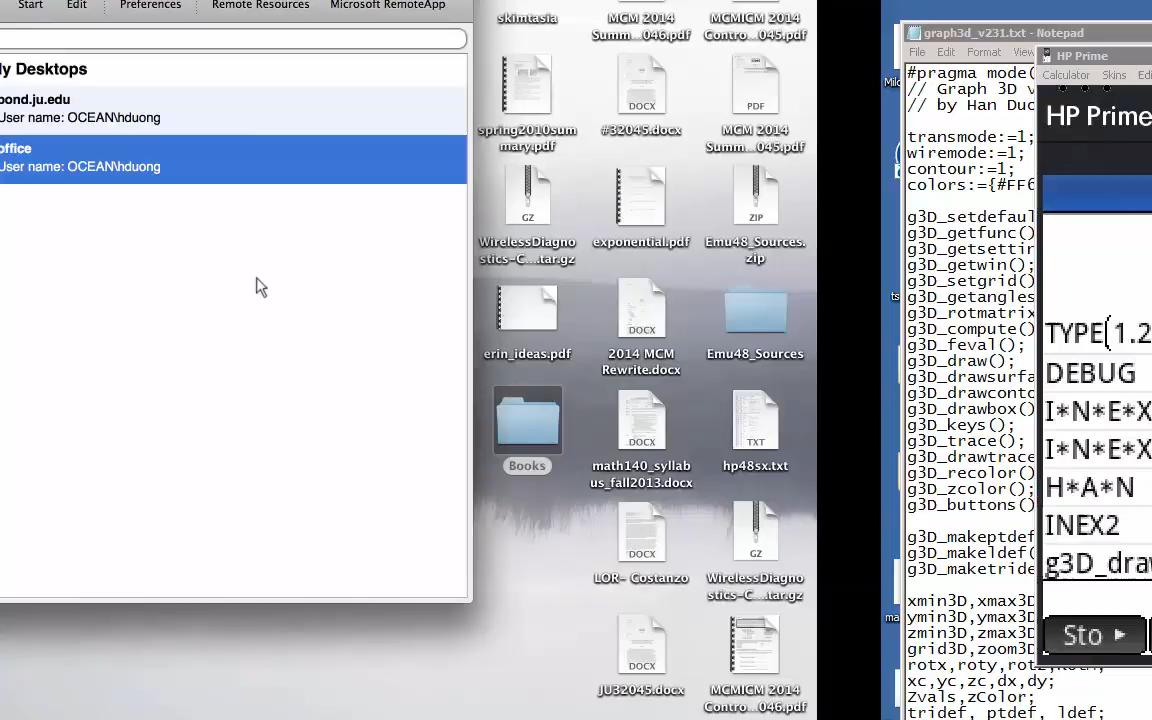 Start Edit Preferences Remote Resources Microsoft RemoteApp
My Desktops
pond.ju.edu
User name: OCEAN\hduong
office
User name: OCEAN\hduong
skimtasia
MCM 2014
Summ...046.pdf
MCMICM 2014
Contro...045.pdf
spring2010sum
mary.pdf
DOCX
#32045.docx
PDF
MCM 2014
Summ...045.pdf
GZ
WirelessDiagno
stics-C....tar.gz
exponential.pdf
ZIP
Emu48_Sources.
zip
erin_ideas.pdf
DOCX
2014 MCM
Rewrite.docx
Emu48_Sources
Books
DOCX
math140_syllab
us_fall2013.docx
TXT
hp48sx.txt
DOCX
LOR- Costanzo
GZ
WirelessDiagno
stics-C....tar.gz
DOCX
JU32045.docx
MCMICM 2014
Contro...046.pdf
graph3d_v231.txt - Notepad
File Edit Format View
#pragma mode(
// Graph 3D v
// by Han Duo
transmode:=1;
wiremode:=1;
contour:=1;
colors:={#FF6
g3D_setdefaul
g3D_getfunc()
g3D_getsettin
g3D_getwin();
g3D_setgrid()
g3D_getangles
g3D_rotmatrix
g3D_compute()
g3D_feval();
g3D_draw();
g3D_drawsurfa
g3D_drawconto
g3D_drawbox()
g3D_keys();
g3D_trace();
g3D_drawtrace
g3D_recolor()
g3D_zcolor();
g3D_buttons()
g3D_makeptdef
g3D_makeldef(
g3D_maketride
xmin3D,xmax3D
ymin3D,ymax3D
zmin3D,zmax3D
grid3D,zoom3D
rotx,roty,rotz,
xc,yc,zc,dx,dy;
Zvals,zColor;
tridef, ptdef, ldef;
HP Prime
Calculator Skins Edi
HP Prime
TYPE(1.2
DEBUG
I*N*E*X
I*N*E*X
H*A*N
INEX2
g3D_draw
Sto ►